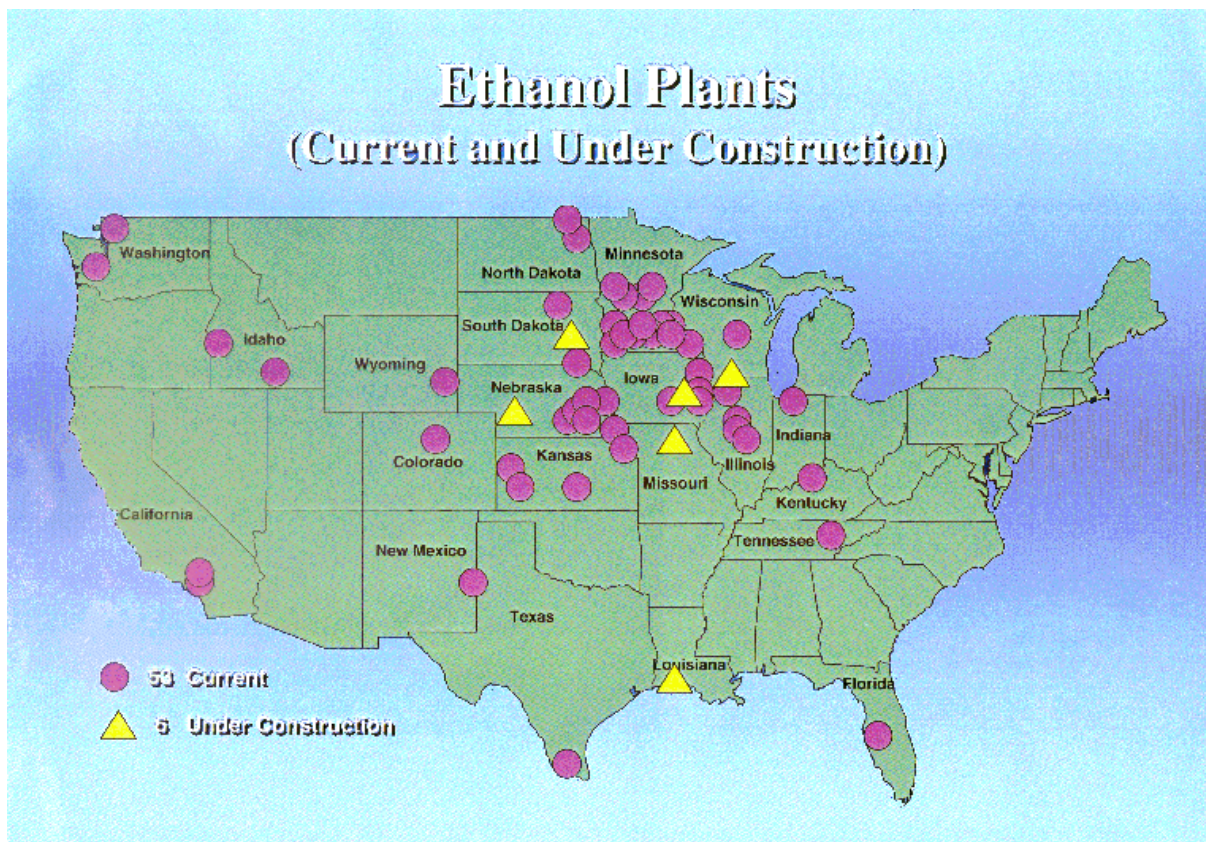 Ethanol Plants
(Current and Under Construction)
Washington
Minnesota
North Dakota
Wisconsin
South Dakota
Idaho
Wyoming
Nebraska
Iowa
Indiana
Colorado
Kansas
Illinois
Missouri
Kentucky
California
Tennessee
New Mexico
Texas
Louisiana
Florida
53 Current
6 Under Construction